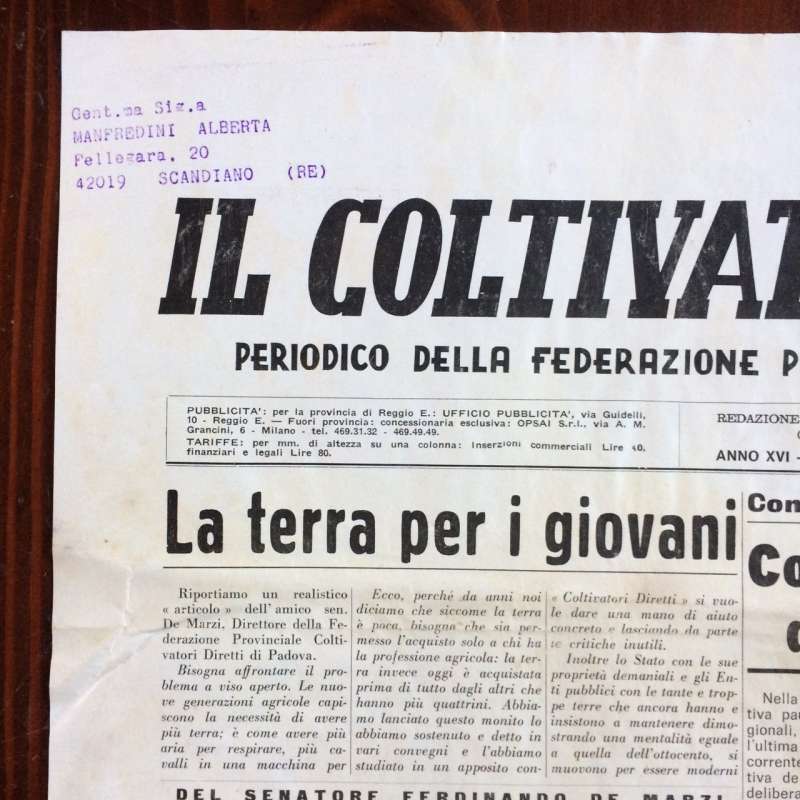 Gent.ma Sig.a
MANFREDINI ALBERTA
Pellegara. 20
42019 SCANDIANO (RE)
IL COLTIVAT
PERIODICO DELLA FEDERAZIONE P
PUBBLICITA': per la provincia di Reggio E.: UFFICIO PUBBLICITA', via Guidelli,
10 - Reggio E. — Fuori provincia: concessionaria esclusiva: OPSAI S.r.l., via A. M.
Grancini, 6 - Milano - tel. 469.31.32 - 469.49.49.
TARIFFE: per mm. di altezza su una colonna: Inserzioni commerciali Lire 40,
finanziari e legali Lire 80.
REDAZIONE
ANNO XVI -
La terra per i giovani
Riportiamo un realistico
« articolo » dell'amico sen.
De Marzi. Direttore della Fe-
derazione Provinciale Colti-
vatori Diretti di Padova.
Bisogna affrontare il pro-
blema a viso aperto. Le nuo-
ve generazioni agricole capi-
scono la necessità di avere
più terra; è come avere più
aria per respirare, più ca-
valli in una macchina per
Ecco, perché da anni noi
diciamo che siccome la terra
è poca, bisogna che sia per-
messo l'acquisto solo a chi ha
la professione agricola: la ter-
ra invece oggi è acquistata
prima di tutto dagli altri che
hanno più quattrini. Abbia-
mo lanciato questo monito lo
abbiamo sostenuto e detto in
vari convegni e l'abbiamo
studiato in un apposito con-
« Coltivatori Diretti » si vuo-
le dare una mano di aiuto
concreto e lasciando da parte
le critiche inutili.
Inoltre lo Stato con le sue
proprietà demaniali e gli En-
ti pubblici con le tante e trop-
pe terre che ancora hanno e
insistono a mantenere dimo-
strando una mentalità eguale
a quella dell'ottocento, si
muovono per essere moderni
DEL SENATORE FERDINANDO DE MARZI
Con
Co
Nella
tiva pa
gionali,
l'ultima
corrente
tiva de
delibera